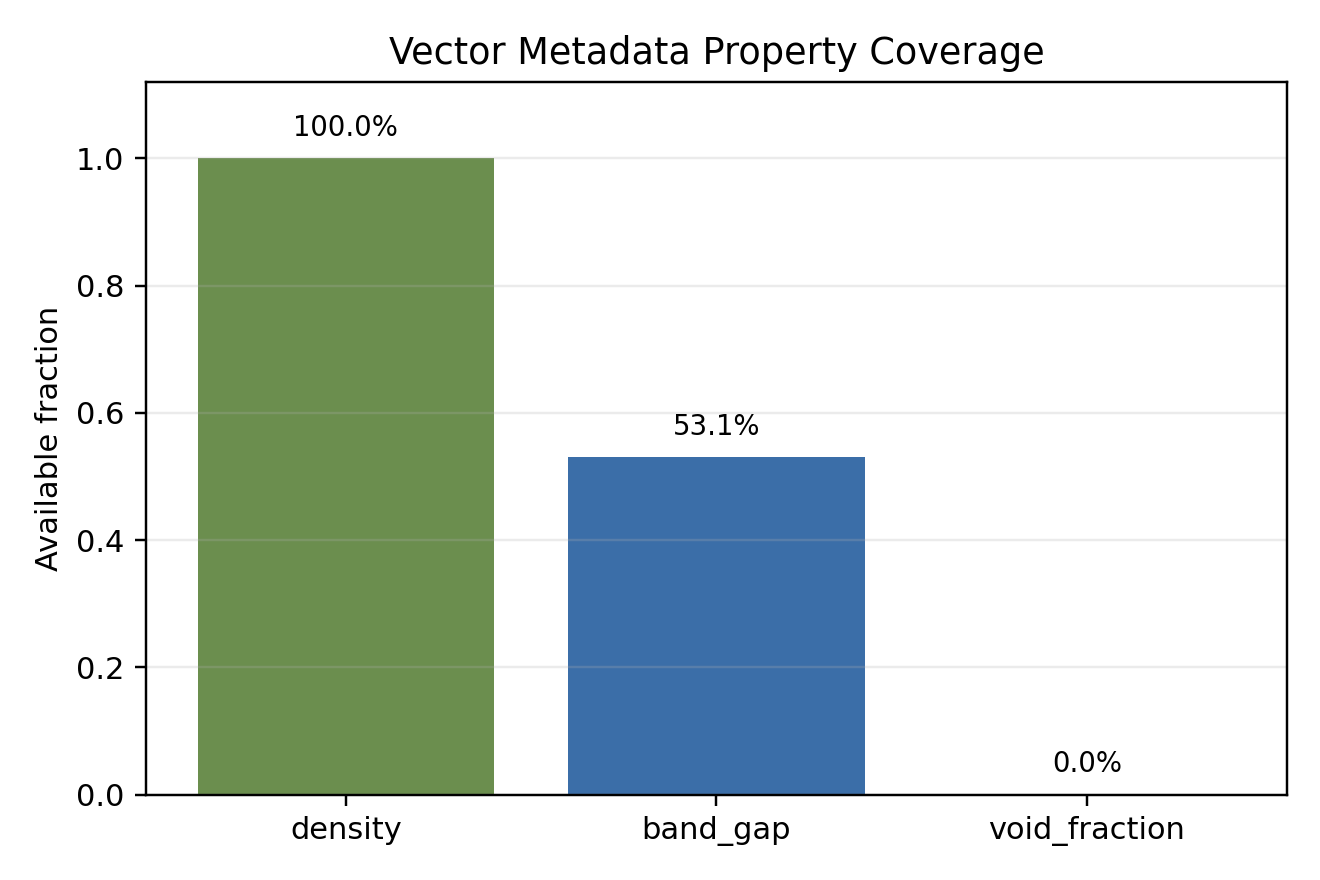 Vector Metadata Property Coverage
100.0%
1.0
0.8
Available fraction
0.6
53.1%
0.4
0.2
0.0%
0.0
density
band_gap
void_fraction